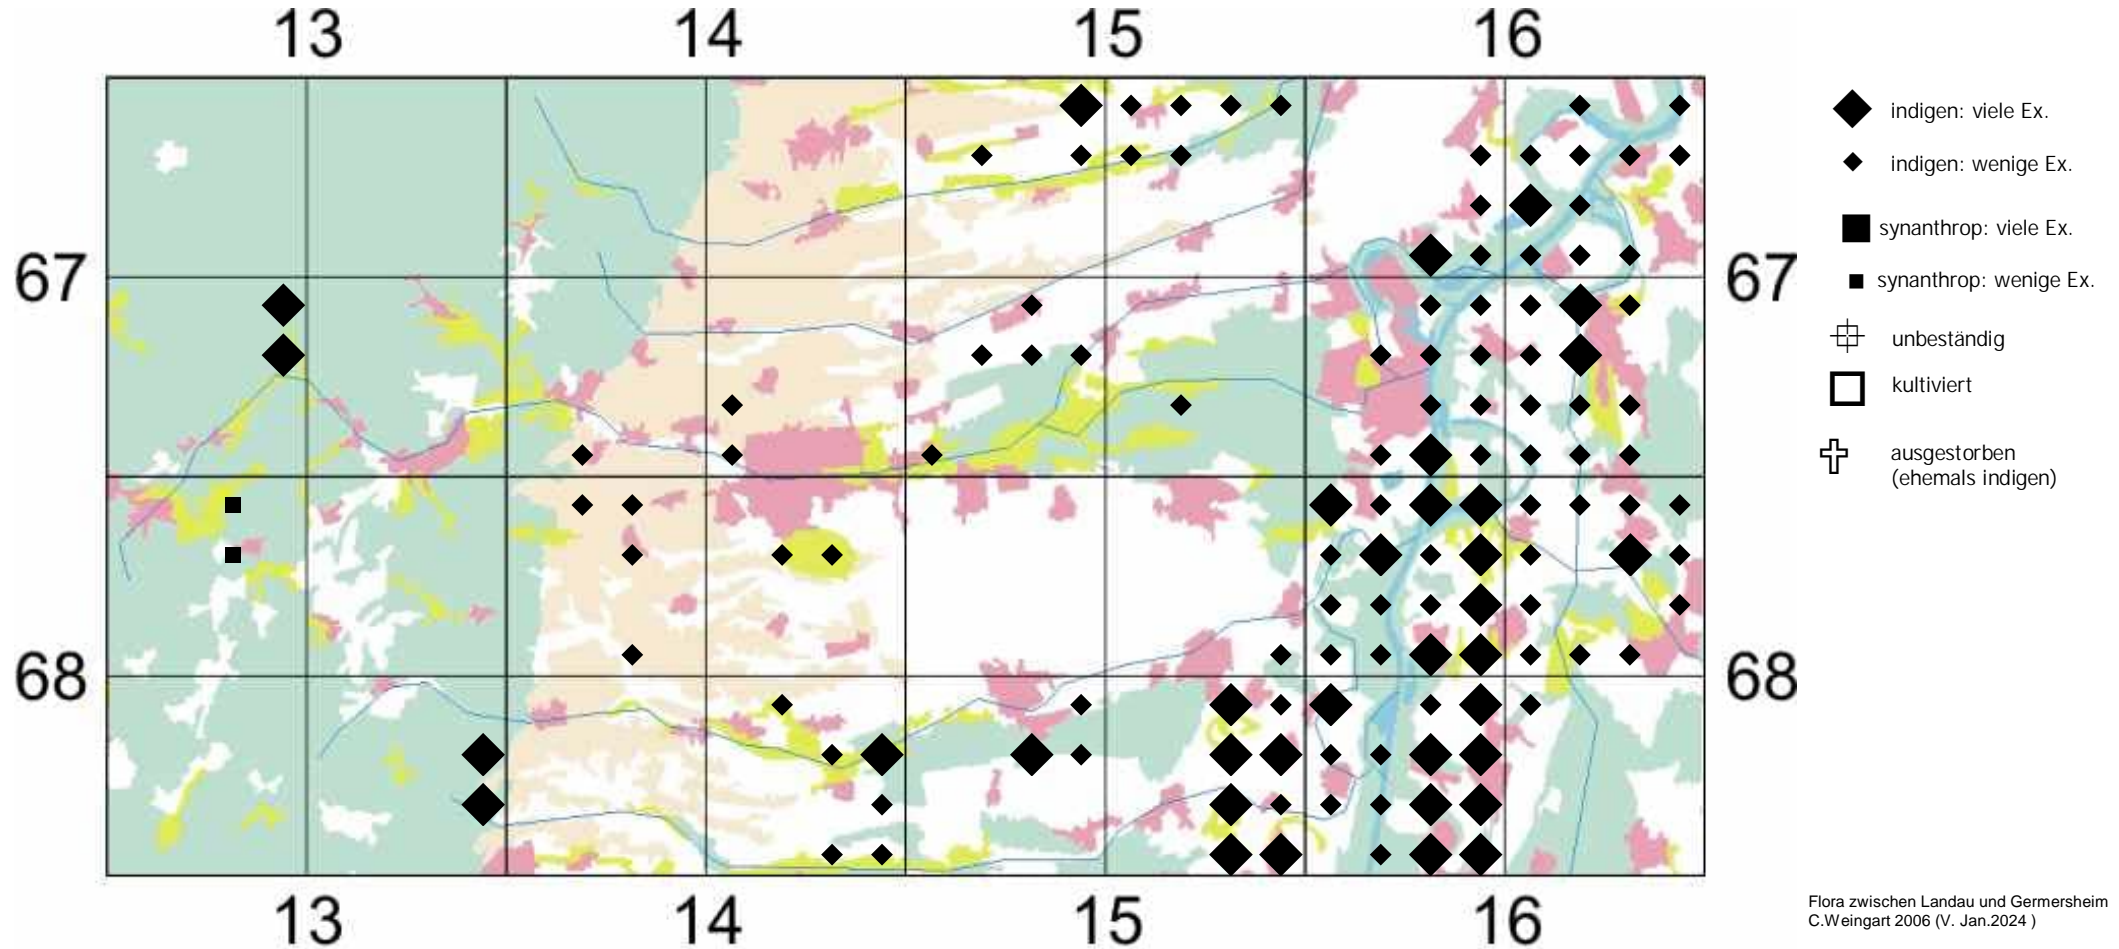 13 14 15 16
67 67
68 68
13 14 15 16
indigen: viele Ex.
indigen: wenige Ex.
synanthrop: viele Ex.
synanthrop: wenige Ex.
unbeständig
kultiviert
ausgestorben
(ehemals indigen)
Flora zwischen Landau und Germersheim
C.Weingart 2006 (V. Jan.2024 )